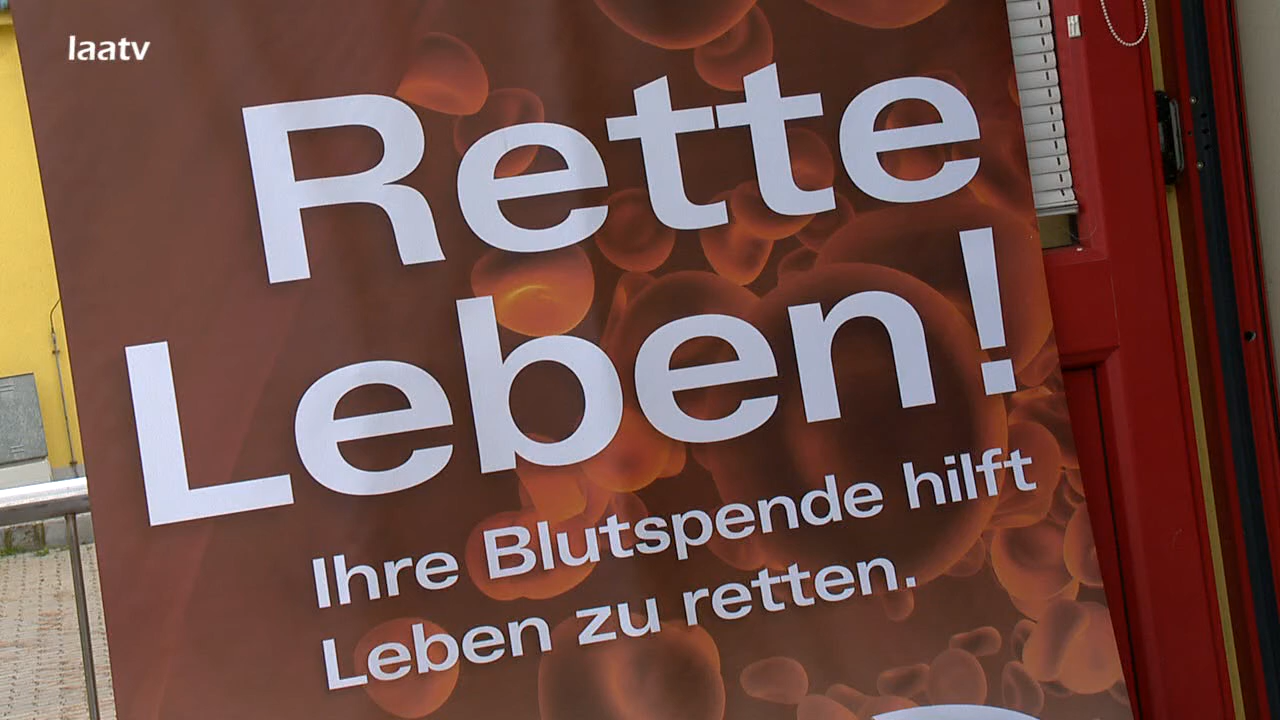 laatv
Rette
Leben!
Ihre Blutspende hilft
Leben zu retten.